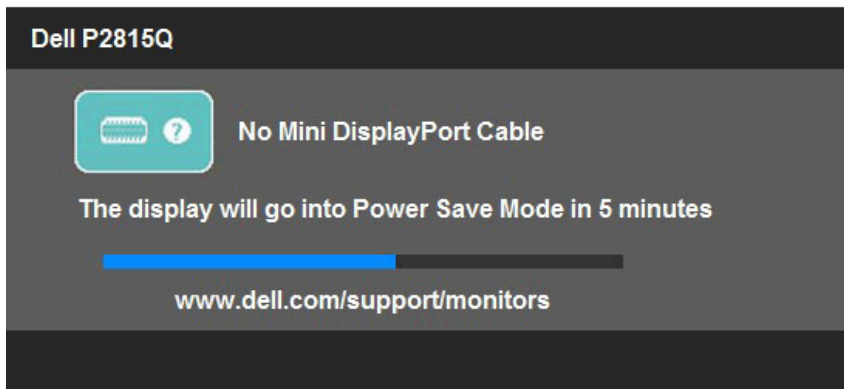 Dell P2815Q
? No Mini DisplayPort Cable
The display will go into Power Save Mode in 5 minutes
www.dell.com/support/monitors